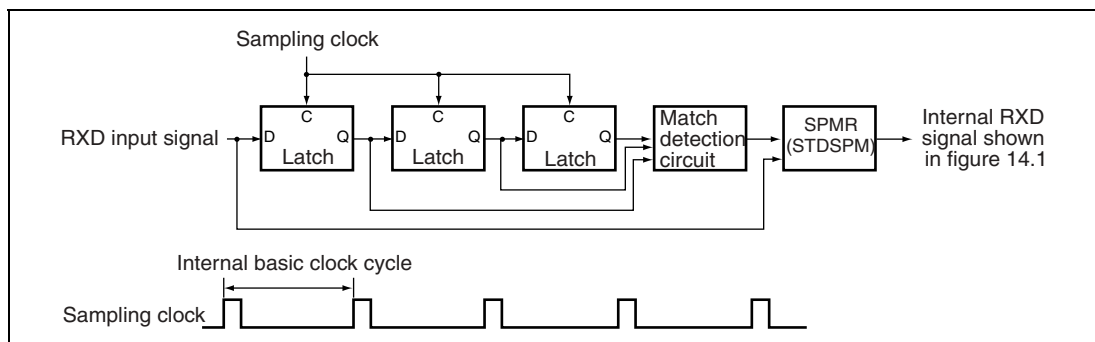 Sampling clock
C
C
C
RXD input signal
D
Q
Latch
D
Q
Latch
D
Q
Latch
Match
detection
circuit
SPMR
(STDSPM)
Internal RXD
signal shown
in figure 14.1
Internal basic clock cycle
Sampling clock